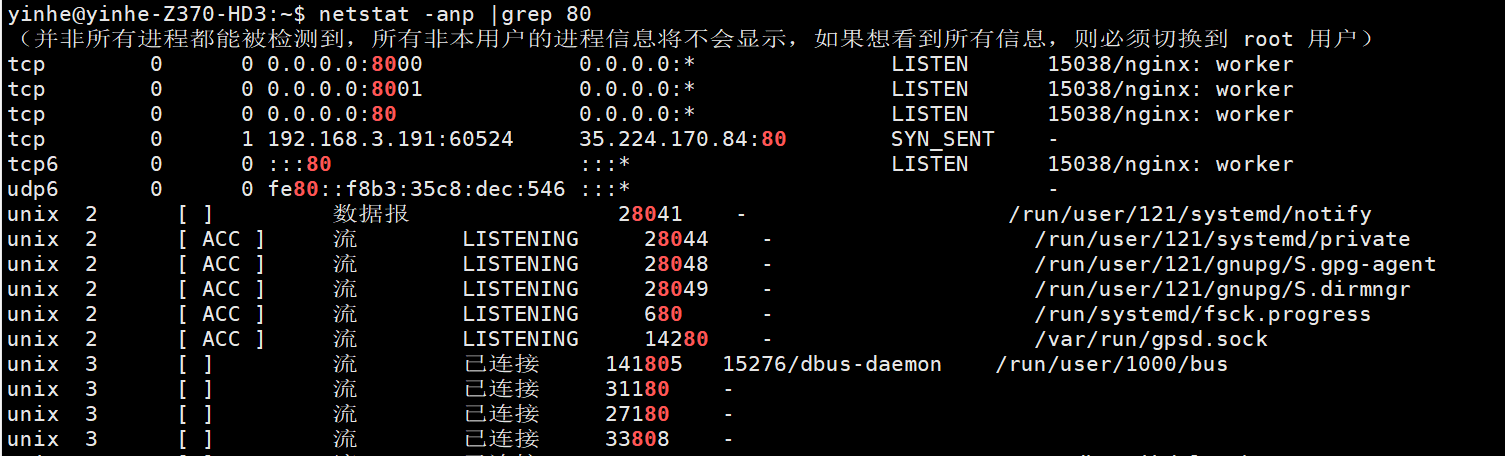 yinhe@yinhe-Z370-HD3:~$ netstat -anp |grep 80
（并非所有进程都能被检测到，所有非本用户的进程信息将不会显示，如果想看到所有信息，则必须切换到 root 用户）
tcp        0      0 0.0.0.0:8000            0.0.0.0:*               LISTEN      15038/nginx: worker
tcp        0      0 0.0.0.0:8001            0.0.0.0:*               LISTEN      15038/nginx: worker
tcp        0      0 0.0.0.0:80              0.0.0.0:*               LISTEN      15038/nginx: worker
tcp        0      1 192.168.3.191:60524     35.224.170.84:80        SYN_SENT    -
tcp6       0      0 :::80                   :::*                    LISTEN      15038/nginx: worker
udp6       0      0 fe80::f8b3:35c8:dec:546 :::*                                -
unix  2      [ ]         数据报                28041    -                    /run/user/121/systemd/notify
unix  2      [ ACC ]     流        LISTENING     28044    -                    /run/user/121/systemd/private
unix  2      [ ACC ]     流        LISTENING     28048    -                    /run/user/121/gnupg/S.gpg-agent
unix  2      [ ACC ]     流        LISTENING     28049    -                    /run/user/121/gnupg/S.dirmngr
unix  2      [ ACC ]     流        LISTENING     680      -                    /run/systemd/fsck.progress
unix  2      [ ACC ]     流        LISTENING     14280    -                    /var/run/gpsd.sock
unix  3      [ ]         流        已连接     141805   15276/dbus-daemon    /run/user/1000/bus
unix  3      [ ]         流        已连接     31180    -
unix  3      [ ]         流        已连接     27180    -
unix  3      [ ]         流        已连接     33808    -